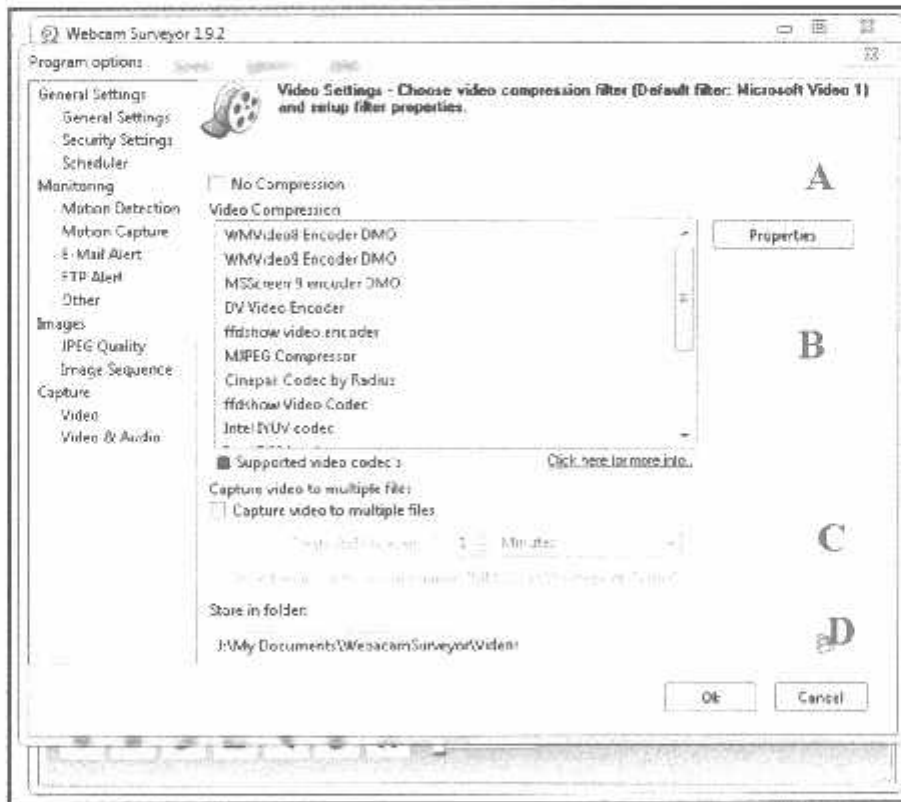 Webcam Surveyor 1.9.2
Program options
General Settings
General Settings
Security Settings
Scheduler
Monitoring
Motion Detection
Motion Capture
E-Mail Alert
FTP Alert
Other
Images
JPEG Quality
Image Sequence
Capture
Video
Video & Audio
Video Settings - Choose video compression filter (Default filter: Microsoft Video 1)
and setup filter properties.
A
No Compression
Video Compression
WMVideo8 Encoder DMO
WMVideo9 Encoder DMO
MSScreen 9 encoder DMO
DV Video Encoder
ffdshow video encoder
MJPEG Compressor
Cinepak Codec by Radius
ffdshow Video Codec
Intel IYUV codec
Properties
B
Supported video codec's
Click here for more info..
Capture video to multiple files
Capture video to multiple files
1 Minutes
C
Store in folder:
J:\My Documents\WebacamSurveyor\Videos
D
Ok
Cancel